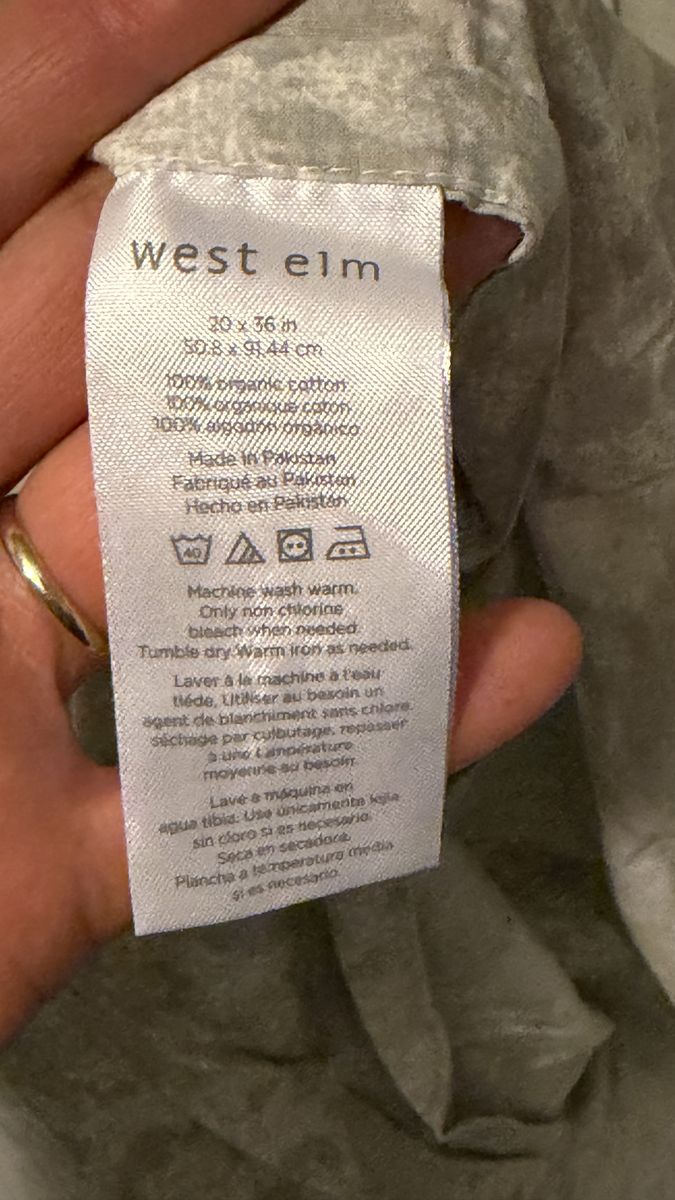 west elm
20 x 36 in
50.8 x 91.44 cm
100% organic cotton
100% organique coton
100% algodón orgánico
Made in Pakistan
Fabriqué au Pakistan
Hecho en Pakistán
40
Machine wash warm.
Only non chlorine
bleach when needed
Tumble dry.Warm iron as needed.
Laver à la machine à l'eau
tiéde. Utiliser au besoin un
agent de blanchiment sans chlore.
séchage par culbutage, repasser
à une température
moyenne au besoin.
Lave a máquina en
agua tibia. Use únicamente lejía
sin cloro si es necesario.
Seca en secadora.
Plancha a temperatura media
si es necesario.